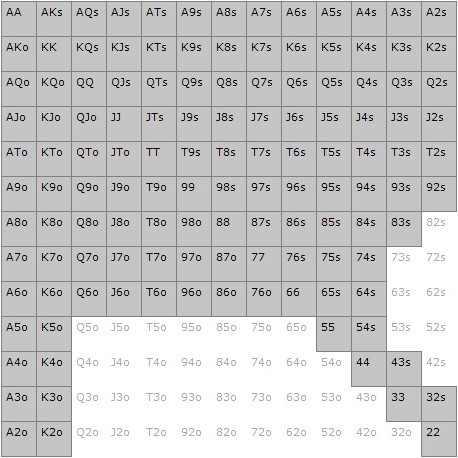 AA AKs AQs AJs ATs A9s A8s A7s A6s A5s A4s A3s A2s
AKo KK KQs KJs KTs K9s K8s K7s K6s K5s K4s K3s K2s
AQo KQo QQ QJs QTs Q9s Q8s Q7s Q6s Q5s Q4s Q3s Q2s
AJo KJo QJo JJ JTs J9s J8s J7s J6s J5s J4s J3s J2s
ATo KTo QTo JTo TT T9s T8s T7s T6s T5s T4s T3s T2s
A9o K9o Q9o J9o T9o 99 98s 97s 96s 95s 94s 93s 92s
A8o K8o Q8o J8o T8o 98o 88 87s 86s 85s 84s 83s 82s
A7o K7o Q7o J7o T7o 97o 87o 77 76s 75s 74s 73s 72s
A6o K6o Q6o J6o T6o 96o 86o 76o 66 65s 64s 63s 62s
A5o K5o Q5o J5o T5o 95o 85o 75o 65o 55 54s 53s 52s
A4o K4o Q4o J4o T4o 94o 84o 74o 64o 54o 44 43s 42s
A3o K3o Q3o J3o T3o 93o 83o 73o 63o 53o 43o 33 32s
A2o K2o Q2o J2o T2o 92o 82o 72o 62o 52o 42o 32o 22